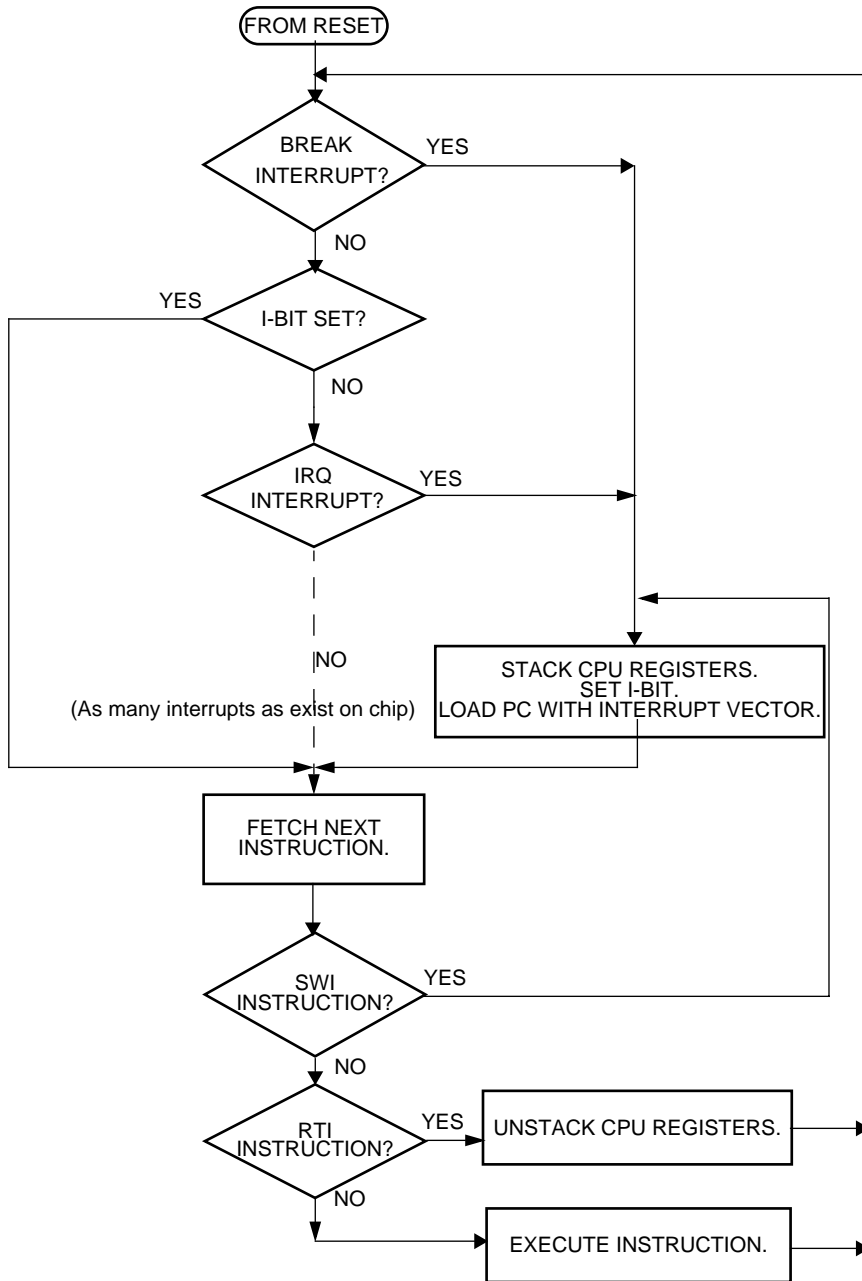 FROM RESET
BREAK
INTERRUPT?
YES
NO
YES
I-BIT SET?
NO
IRQ
INTERRUPT?
YES
NO
(As many interrupts as exist on chip)
STACK CPU REGISTERS.
SET I-BIT.
LOAD PC WITH INTERRUPT VECTOR.
FETCH NEXT
INSTRUCTION.
SWI
INSTRUCTION?
YES
NO
RTI
INSTRUCTION?
YES
UNSTACK CPU REGISTERS.
NO
EXECUTE INSTRUCTION.